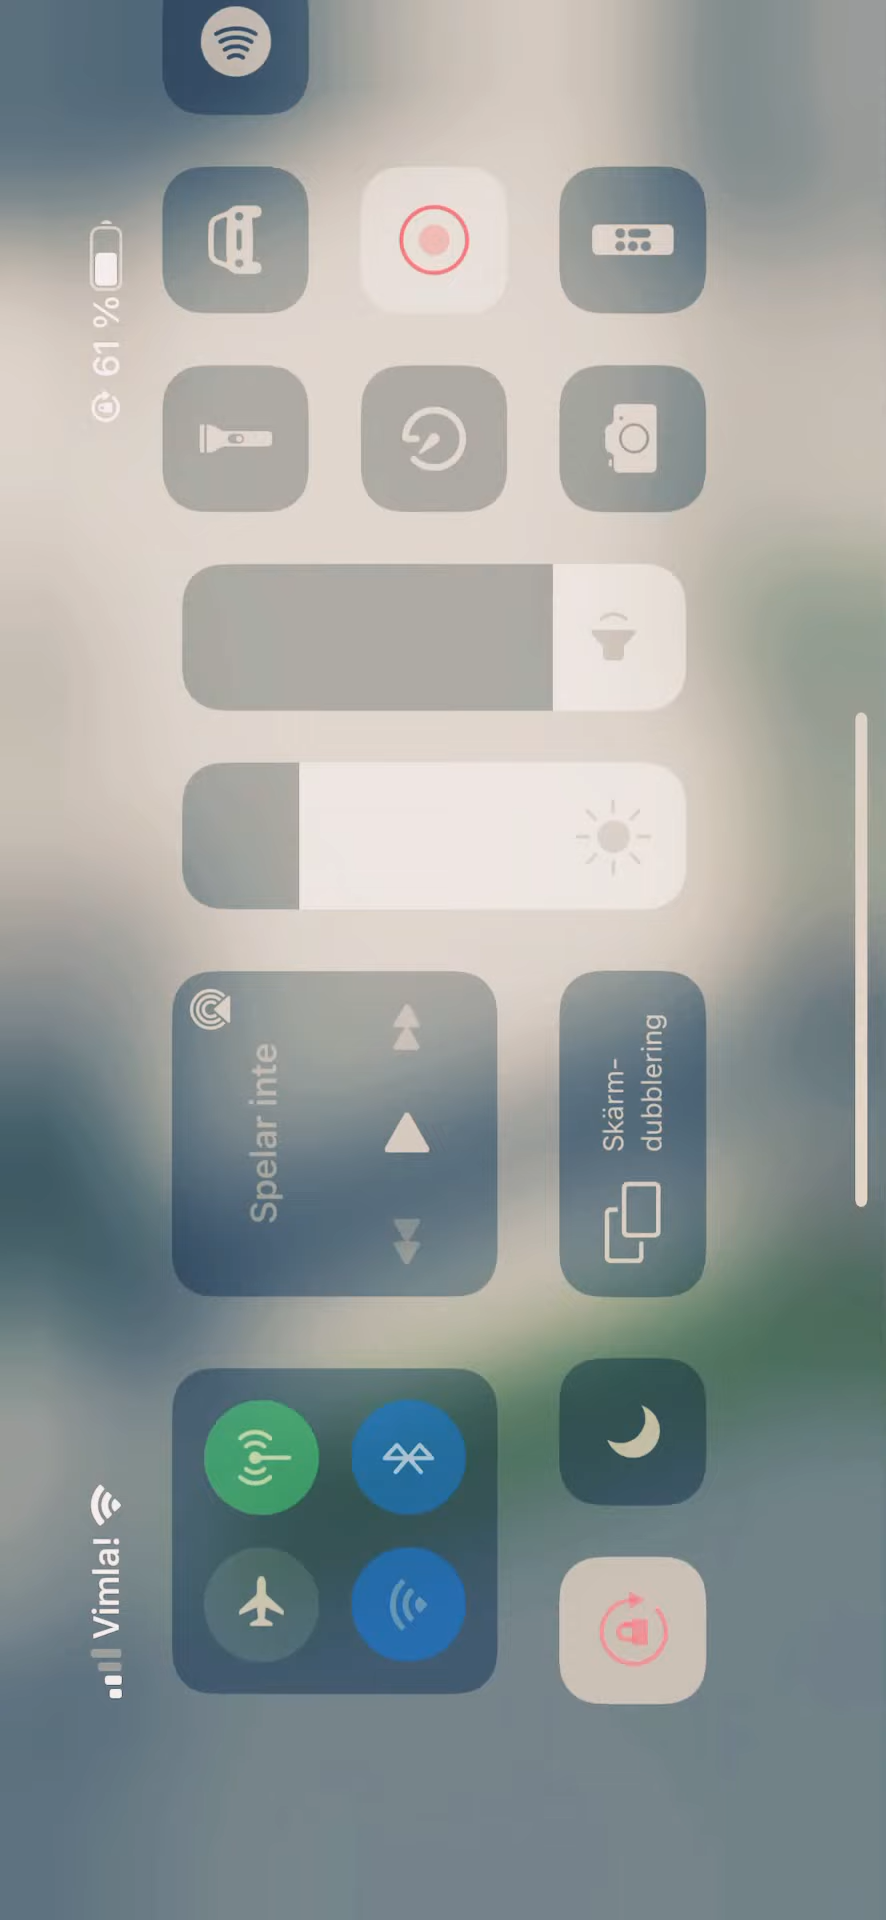 Vimla!
61 %
Spelar inte
Skärm-
dubblering